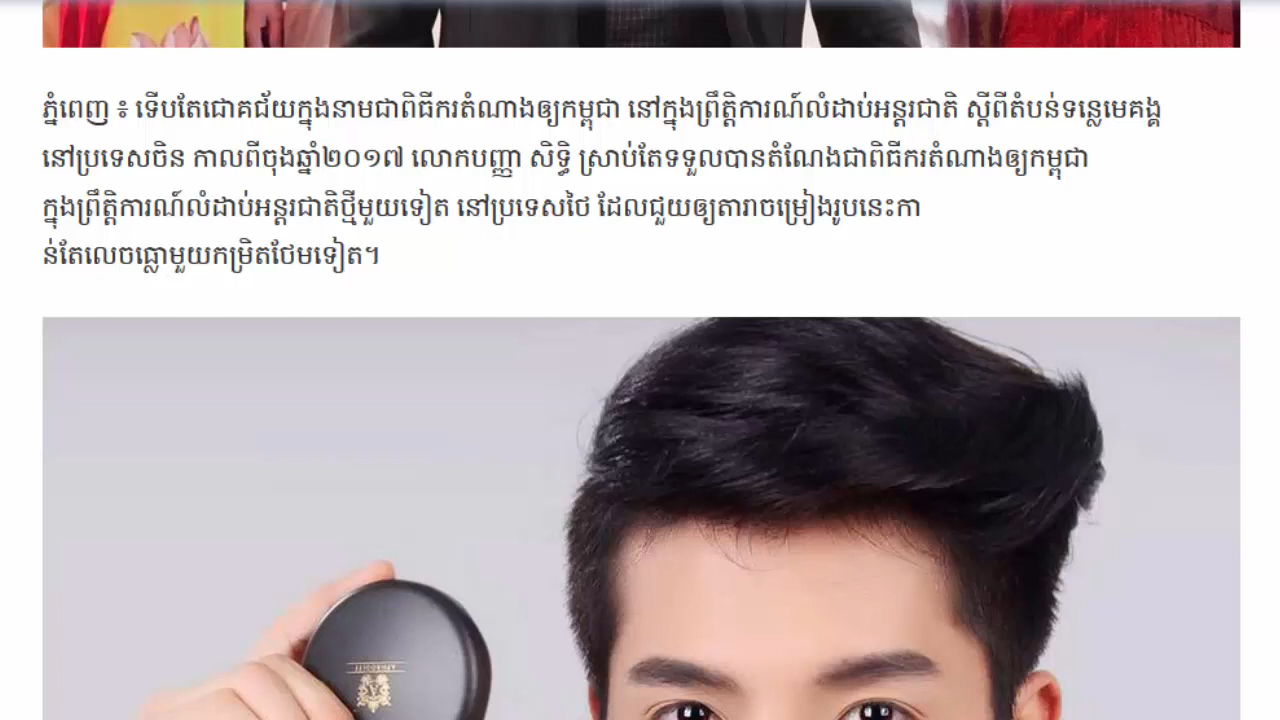 ភ្នំពេញ ៖ ទើបតែជោគជ័យក្នុងនាមជាពិធីករតំណាងឲ្យកម្ពុជា នៅក្នុងព្រឹត្តិការណ៍លំដាប់អន្តរជាតិ ស្ដីពីតំបន់ទន្លេមេគង្គ
នៅប្រទេសចិន កាលពីចុងឆ្នាំ២០១៧ លោកបញ្ញា សិទ្ធិ ស្រាប់តែទទួលបានតំណែងជាពិធីករតំណាងឲ្យកម្ពុជា
ក្នុងព្រឹត្តិការណ៍លំដាប់អន្តរជាតិថ្មីមួយទៀត នៅប្រទេសថៃ ដែលជួយឲ្យតារាចម្រៀងរូបនេះកា
ន់តែលេចធ្លោមួយកម្រិតថែមទៀត។
APHRODITE